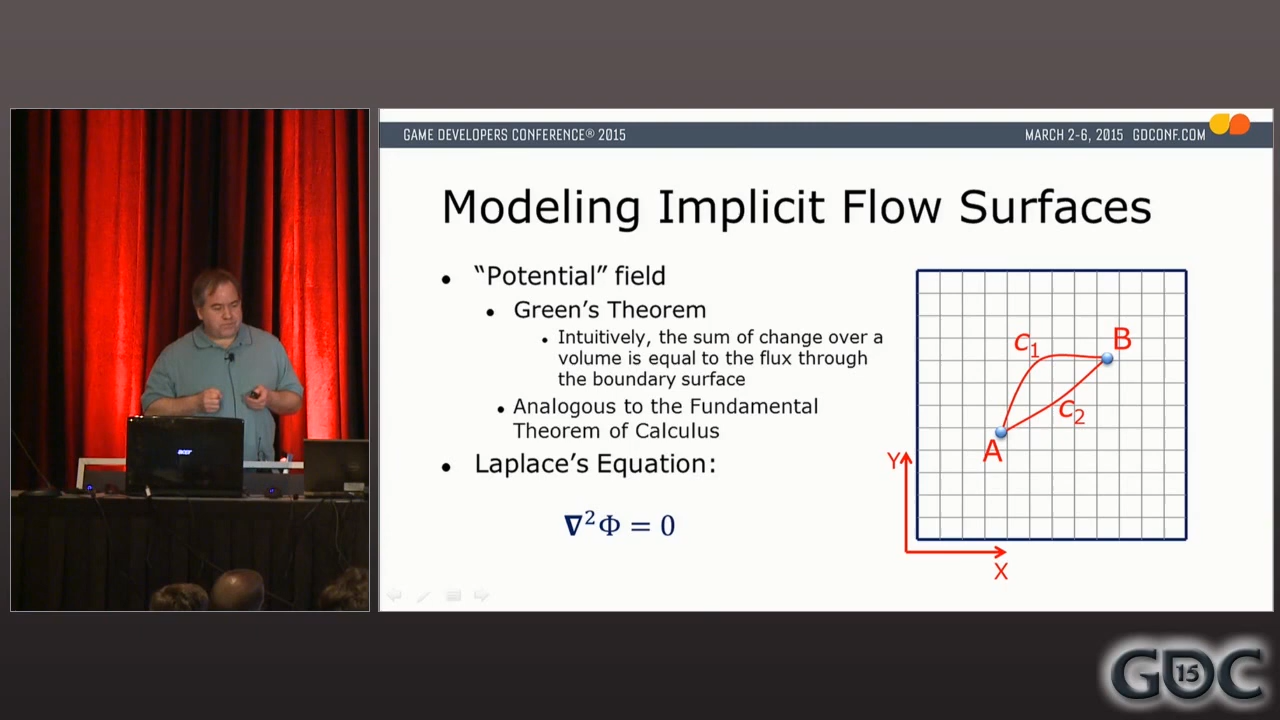 GAME DEVELOPERS CONFERENCE® 2015
MARCH 2-6, 2015 GDCONF.COM
Modeling Implicit Flow Surfaces
• “Potential” field
• Green’s Theorem
• Intuitively, the sum of change over a
volume is equal to the flux through
the boundary surface
• Analogous to the Fundamental
Theorem of Calculus
• Laplace’s Equation:
∇²Φ = 0
c₁
B
c₂
A
Y
X
acer
GDC
15